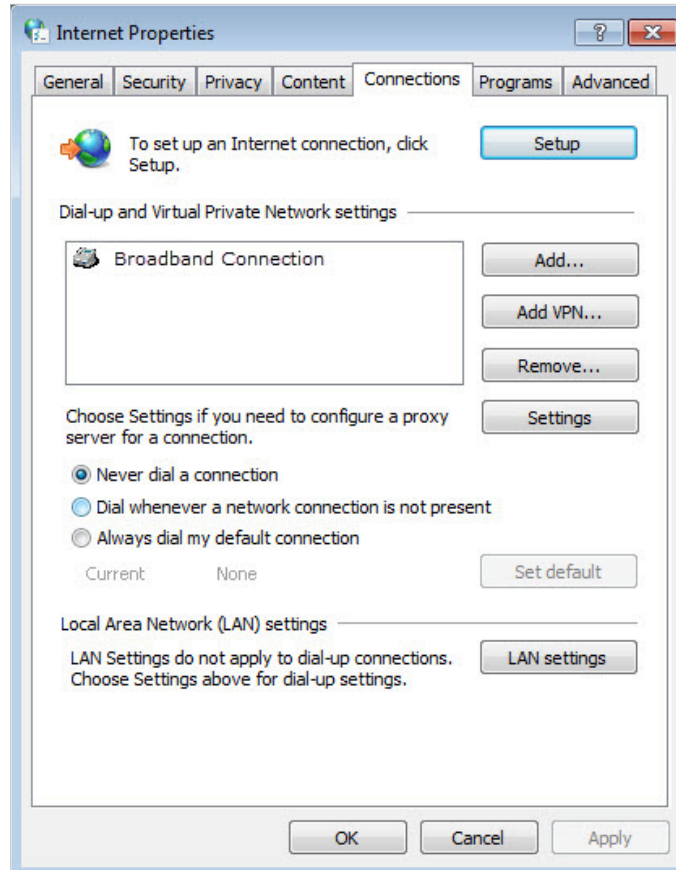 Internet Properties
General Security Privacy Content Connections Programs Advanced
To set up an Internet connection, click
Setup.
Setup
Dial-up and Virtual Private Network settings
Broadband Connection
Add...
Add VPN...
Remove...
Choose Settings if you need to configure a proxy
server for a connection.
Settings
Never dial a connection
Dial whenever a network connection is not present
Always dial my default connection
Current None
Set default
Local Area Network (LAN) settings
LAN Settings do not apply to dial-up connections.
Choose Settings above for dial-up settings.
LAN settings
OK Cancel Apply